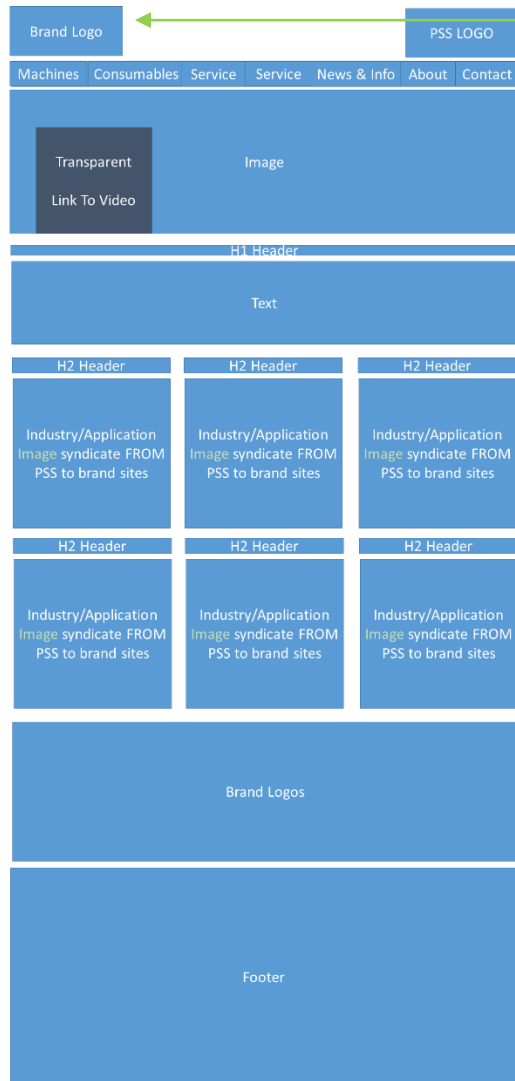 Brand Logo
PSS LOGO
Machines Consumables Service Service News & Info About Contact
Transparent
Link To Video
Image
H1 Header
Text
H2 Header H2 Header H2 Header
Industry/Application
Image syndicate FROM
PSS to brand sites
Industry/Application
Image syndicate FROM
PSS to brand sites
Industry/Application
Image syndicate FROM
PSS to brand sites
H2 Header H2 Header H2 Header
Industry/Application
Image syndicate FROM
PSS to brand sites
Industry/Application
Image syndicate FROM
PSS to brand sites
Industry/Application
Image syndicate FROM
PSS to brand sites
Brand Logos
Footer